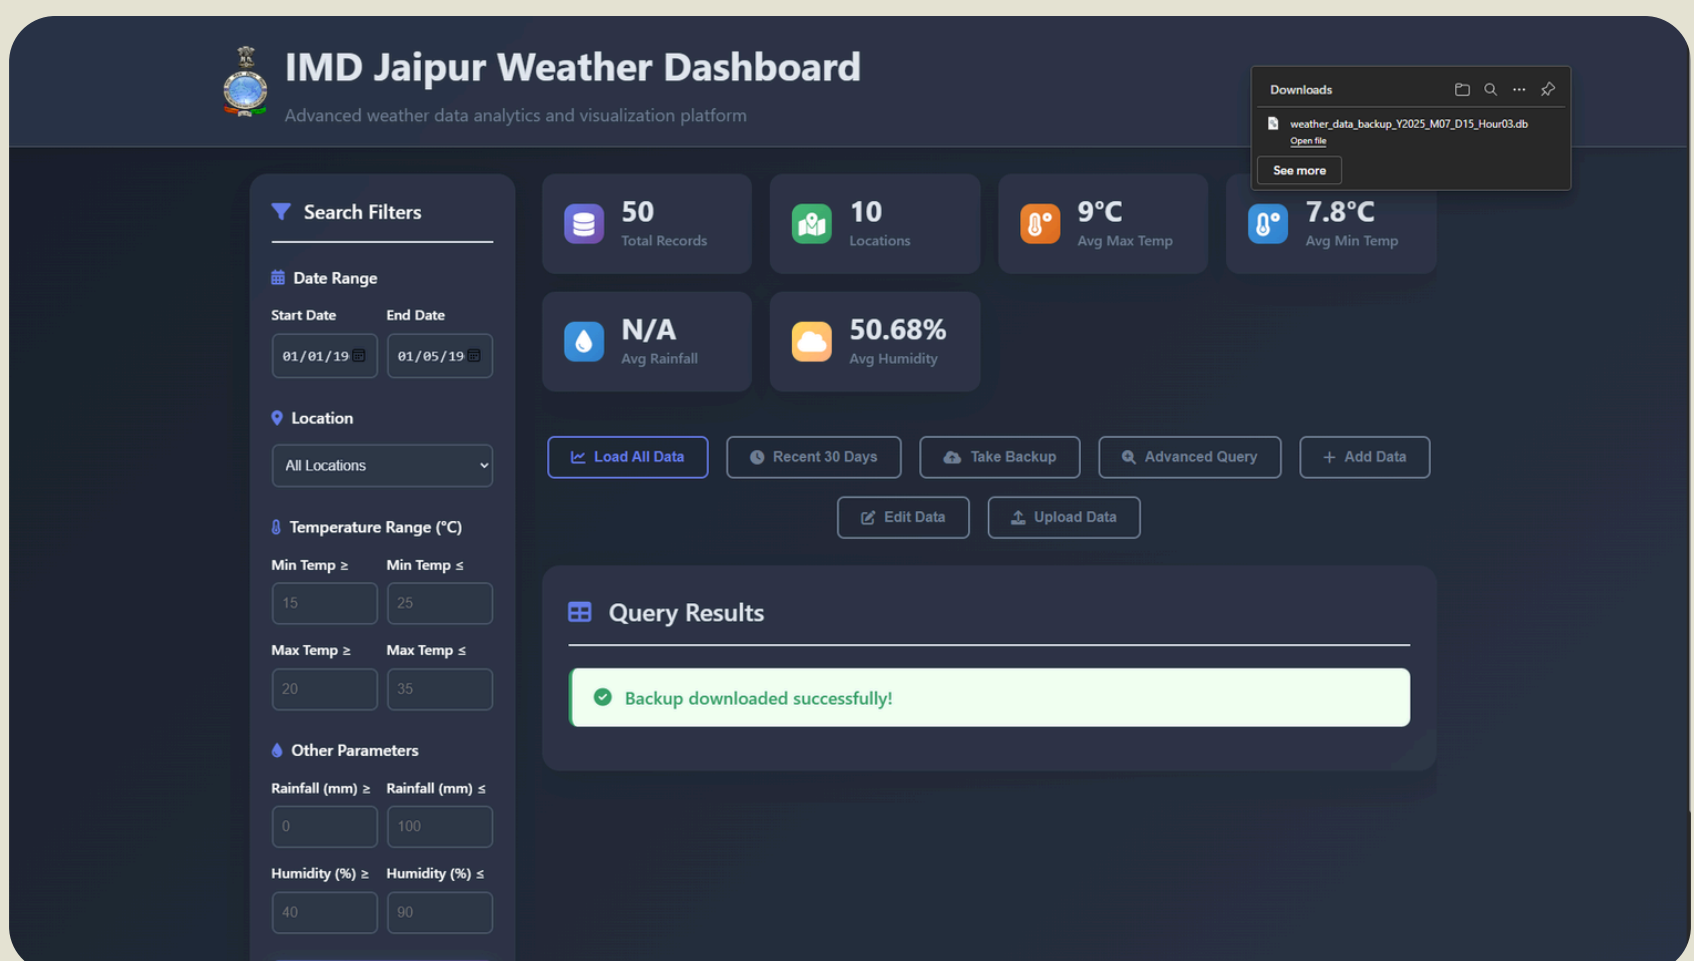 IMD Jaipur Weather Dashboard
Advanced weather data analytics and visualization platform
Downloads
weather_data_backup_Y2025_M07_D15_Hour03.db
Open file
See more
Search Filters
Date Range
Start Date End Date
01/01/19 01/05/19
Location
All Locations
Temperature Range (°C)
Min Temp ≥ Min Temp ≤
15 25
Max Temp ≥ Max Temp ≤
20 35
Other Parameters
Rainfall (mm) ≥ Rainfall (mm) ≤
0 100
Humidity (%) ≥ Humidity (%) ≤
40 90
50
Total Records
10
Locations
9°C
Avg Max Temp
7.8°C
Avg Min Temp
N/A
Avg Rainfall
50.68%
Avg Humidity
Load All Data Recent 30 Days Take Backup Advanced Query + Add Data
Edit Data Upload Data
Query Results
Backup downloaded successfully!